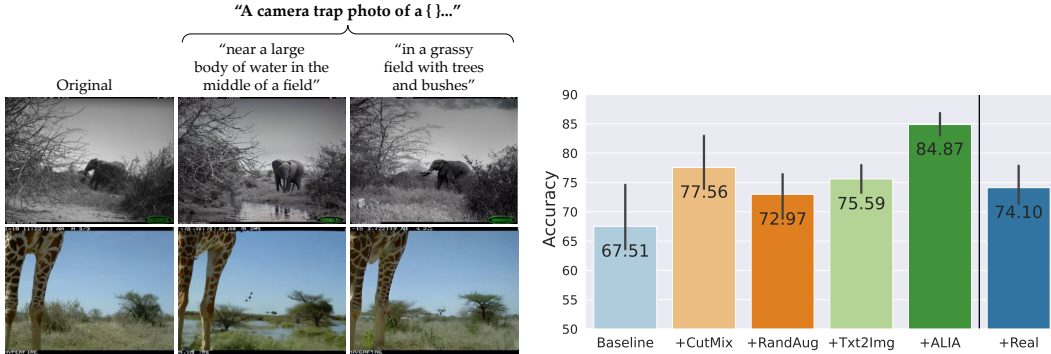 “A camera trap photo of a { }...”
Original
“near a large
body of water in the
middle of a field”
“in a grassy
field with trees
and bushes”
Accuracy
90
85
80
75
70
65
60
55
50
67.51
77.56
72.97
75.59
84.87
74.10
Baseline
+CutMix
+RandAug
+Txt2Img
+ALIA
+Real